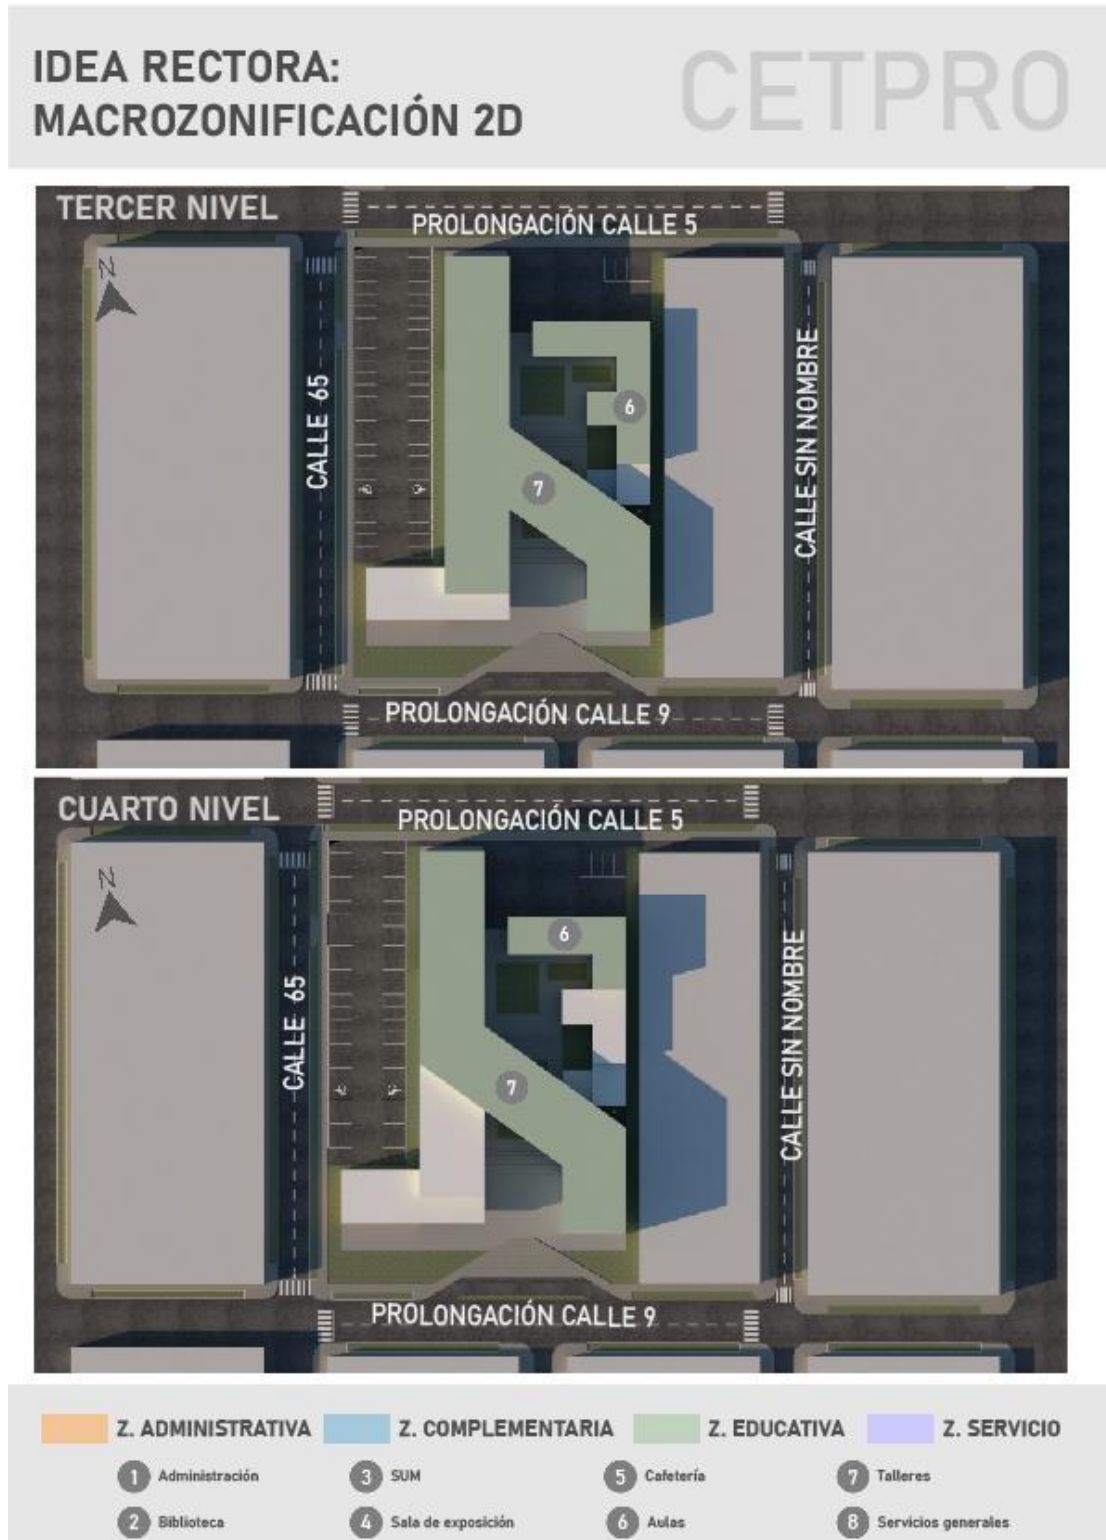 IDEA RECTORA:
MACROZONIFICACIÓN 2D
CETPRO
TERCER NIVEL
PROLONGACIÓN CALLE 5
N
CALLE 65
CALLE SIN NOMBRE
6
7
PROLONGACIÓN CALLE 9
CUARTO NIVEL
PROLONGACIÓN CALLE 5
N
CALLE 65
CALLE SIN NOMBRE
6
7
PROLONGACIÓN CALLE 9
Z. ADMINISTRATIVA
Z. COMPLEMENTARIA
Z. EDUCATIVA
Z. SERVICIO
1 Administración
3 SUM
5 Cafetería
7 Talleres
2 Biblioteca
4 Sala de exposición
6 Aulas
8 Servicios generales